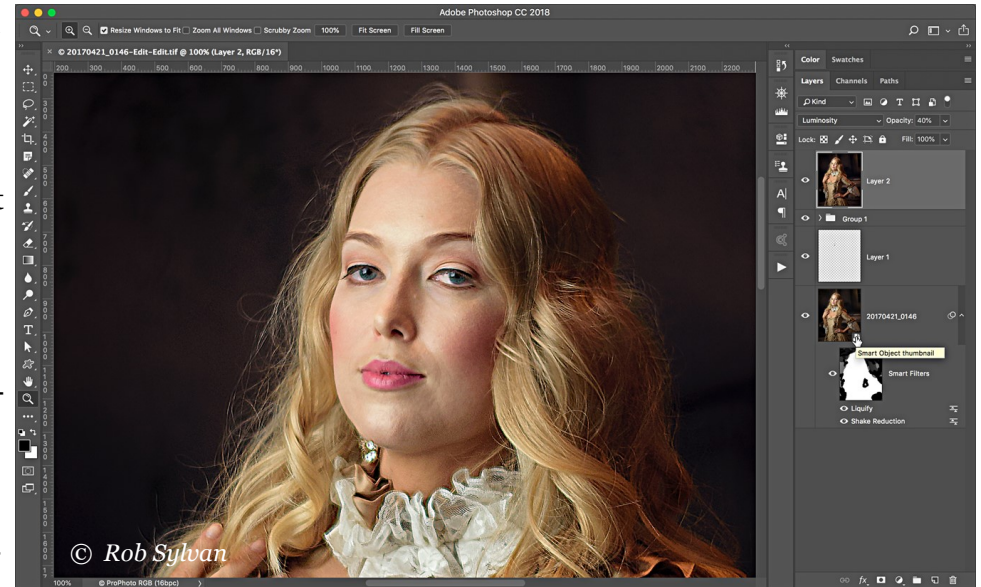 Adobe Photoshop CC 2018
Resize Windows to Fit Zoom All Windows Scrubby Zoom 100% Fit Screen Fill Screen
× © 20170421_0146-Edit-Edit.tif @ 100% (Layer 2, RGB/16*)
200 300 400 500 600 700 800 900 1000 1100 1200 1300 1400 1500 1600 1700 1800 1900 2000 2100 2200
Color Swatches
Layers Channels Paths
Kind
Luminosity Opacity: 40%
Lock: Fill: 100%
Layer 2
Group 1
Layer 1
20170421_0146
Smart Object thumbnail
Smart Filters
Liquify
Shake Reduction
© Rob Sylvan
100% © ProPhoto RGB (16bpc)